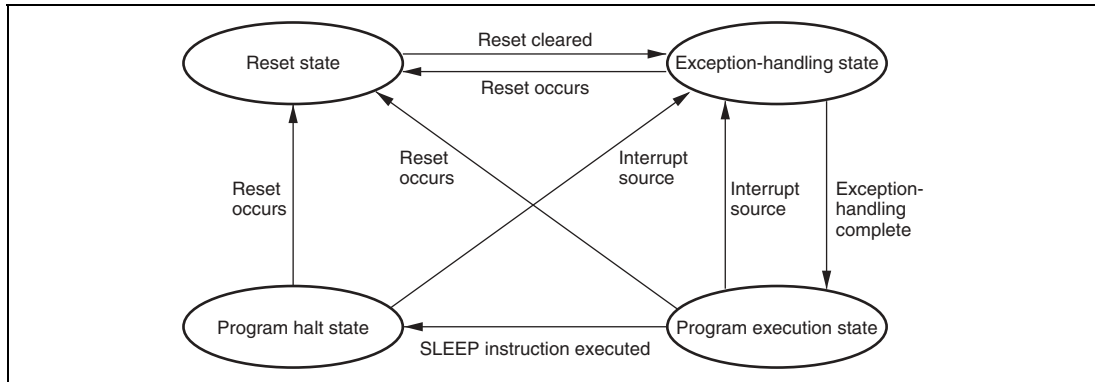 Reset cleared
Reset state
Exception-handling state
Reset occurs
Reset
occurs
Interrupt
source
Reset
occurs
Interrupt
source
Exception-
handling
complete
Program halt state
Program execution state
SLEEP instruction executed